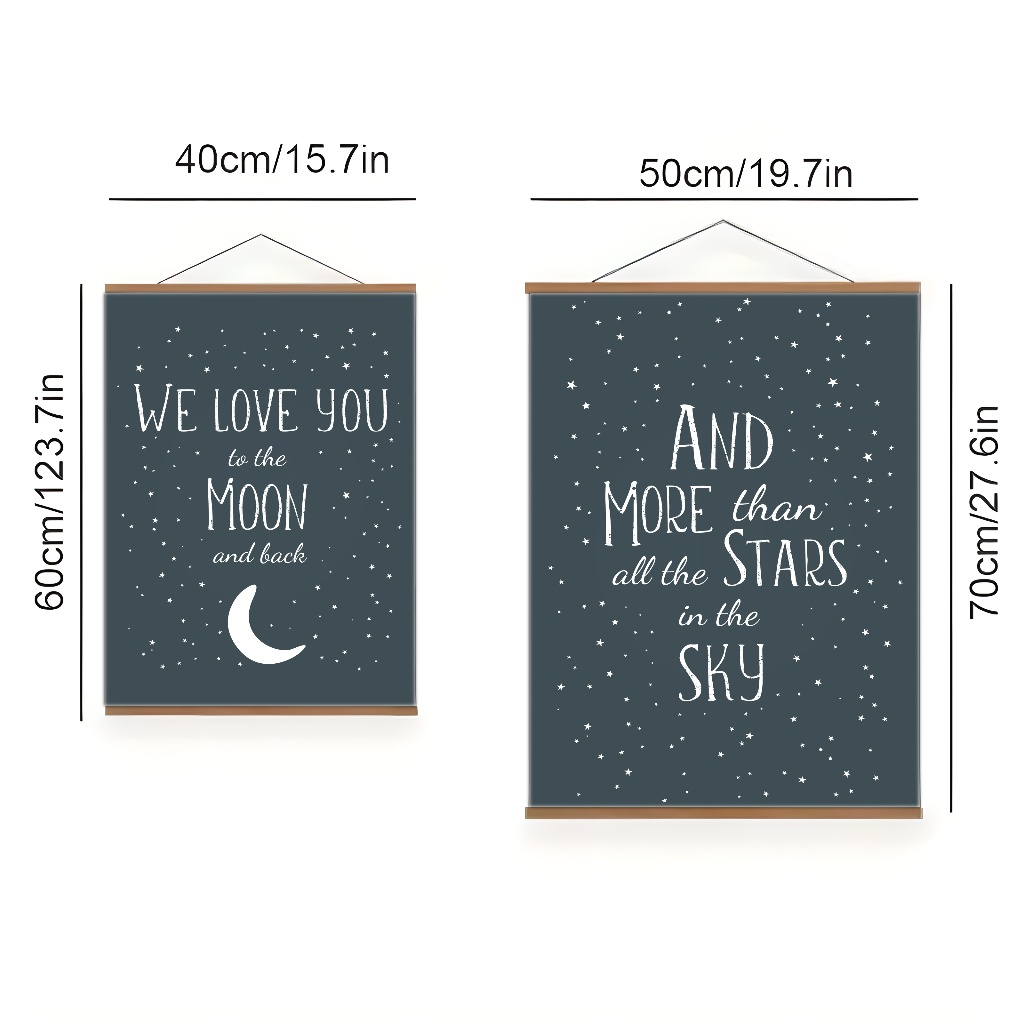 40cm/15.7in
50cm/19.7in
60cm/123.7in
WE LOVE YOU
to the
MOON
and back
AND
MORE than
all the STARS
in the
SKY
70cm/27.6in